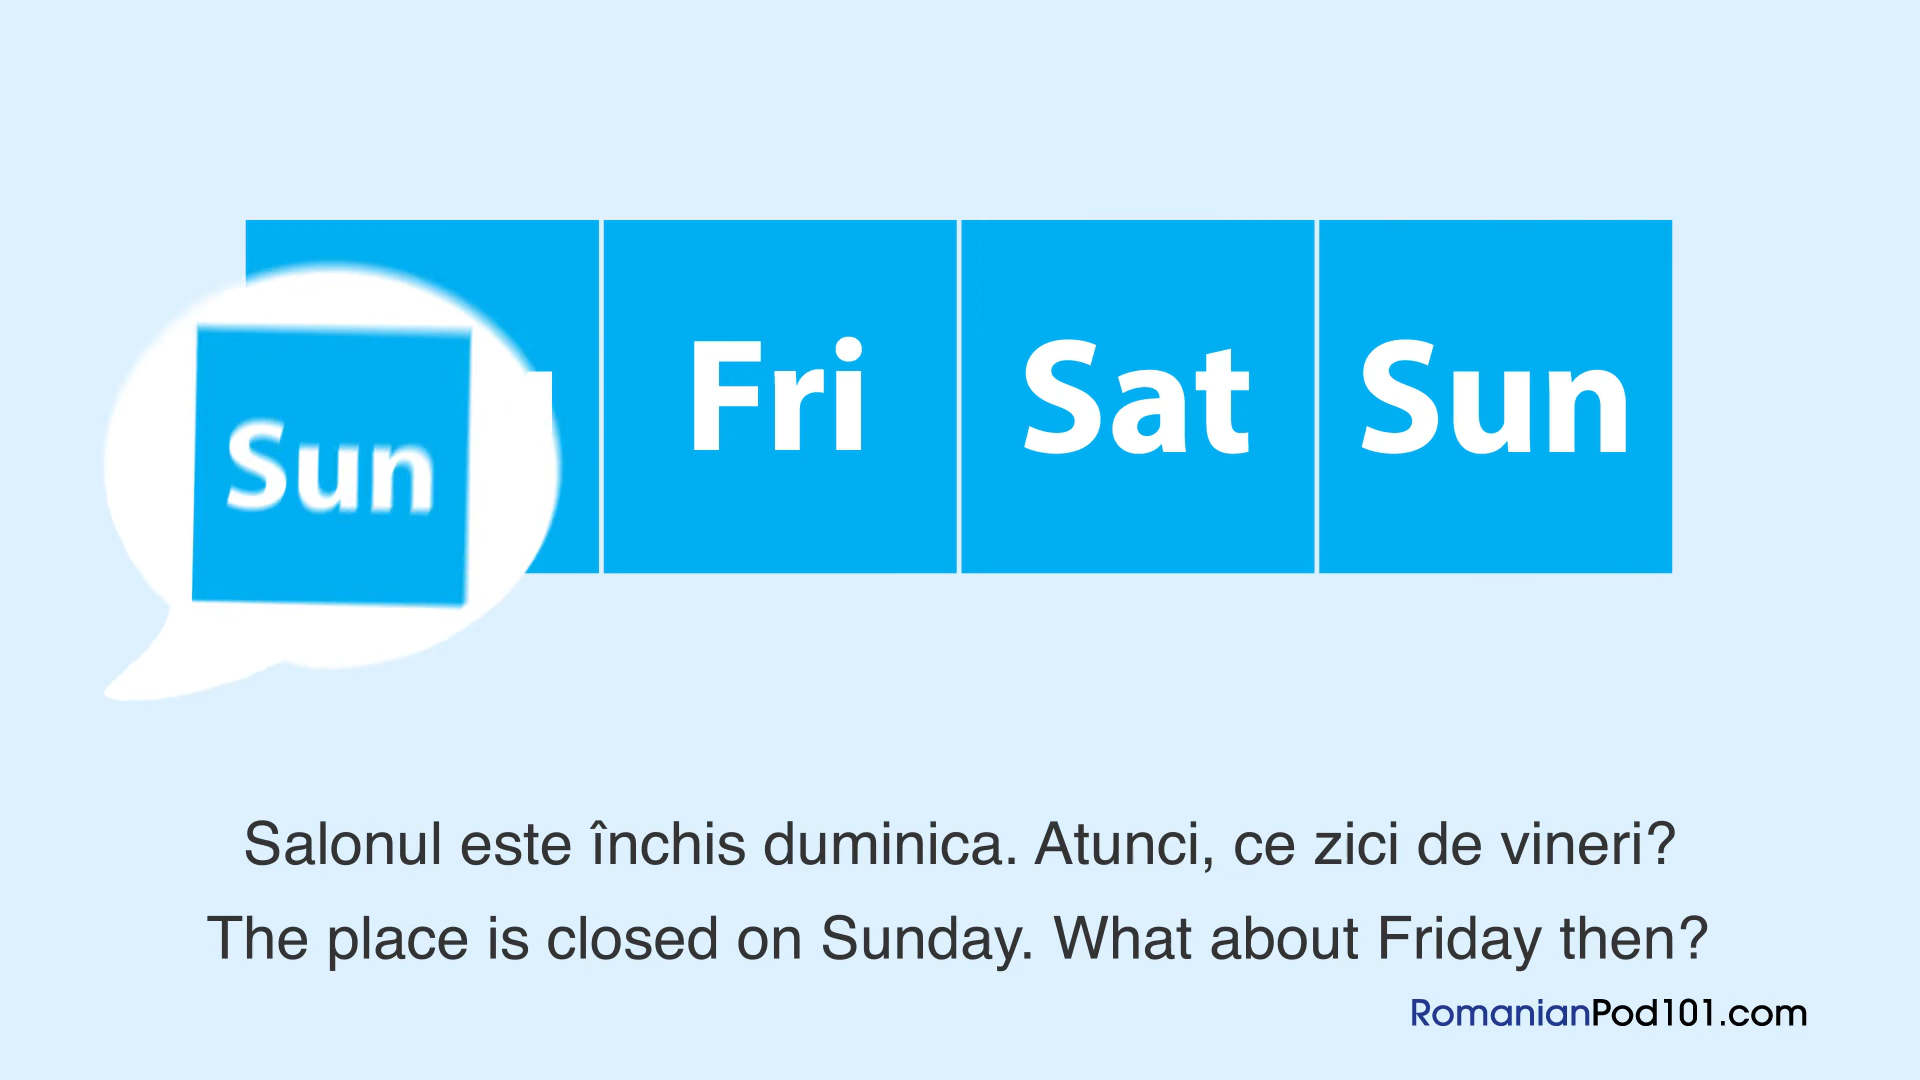 Sun
Fri Sat Sun
Salonul este închis duminica. Atunci, ce zici de vineri?
The place is closed on Sunday. What about Friday then?
RomanianPod101.com